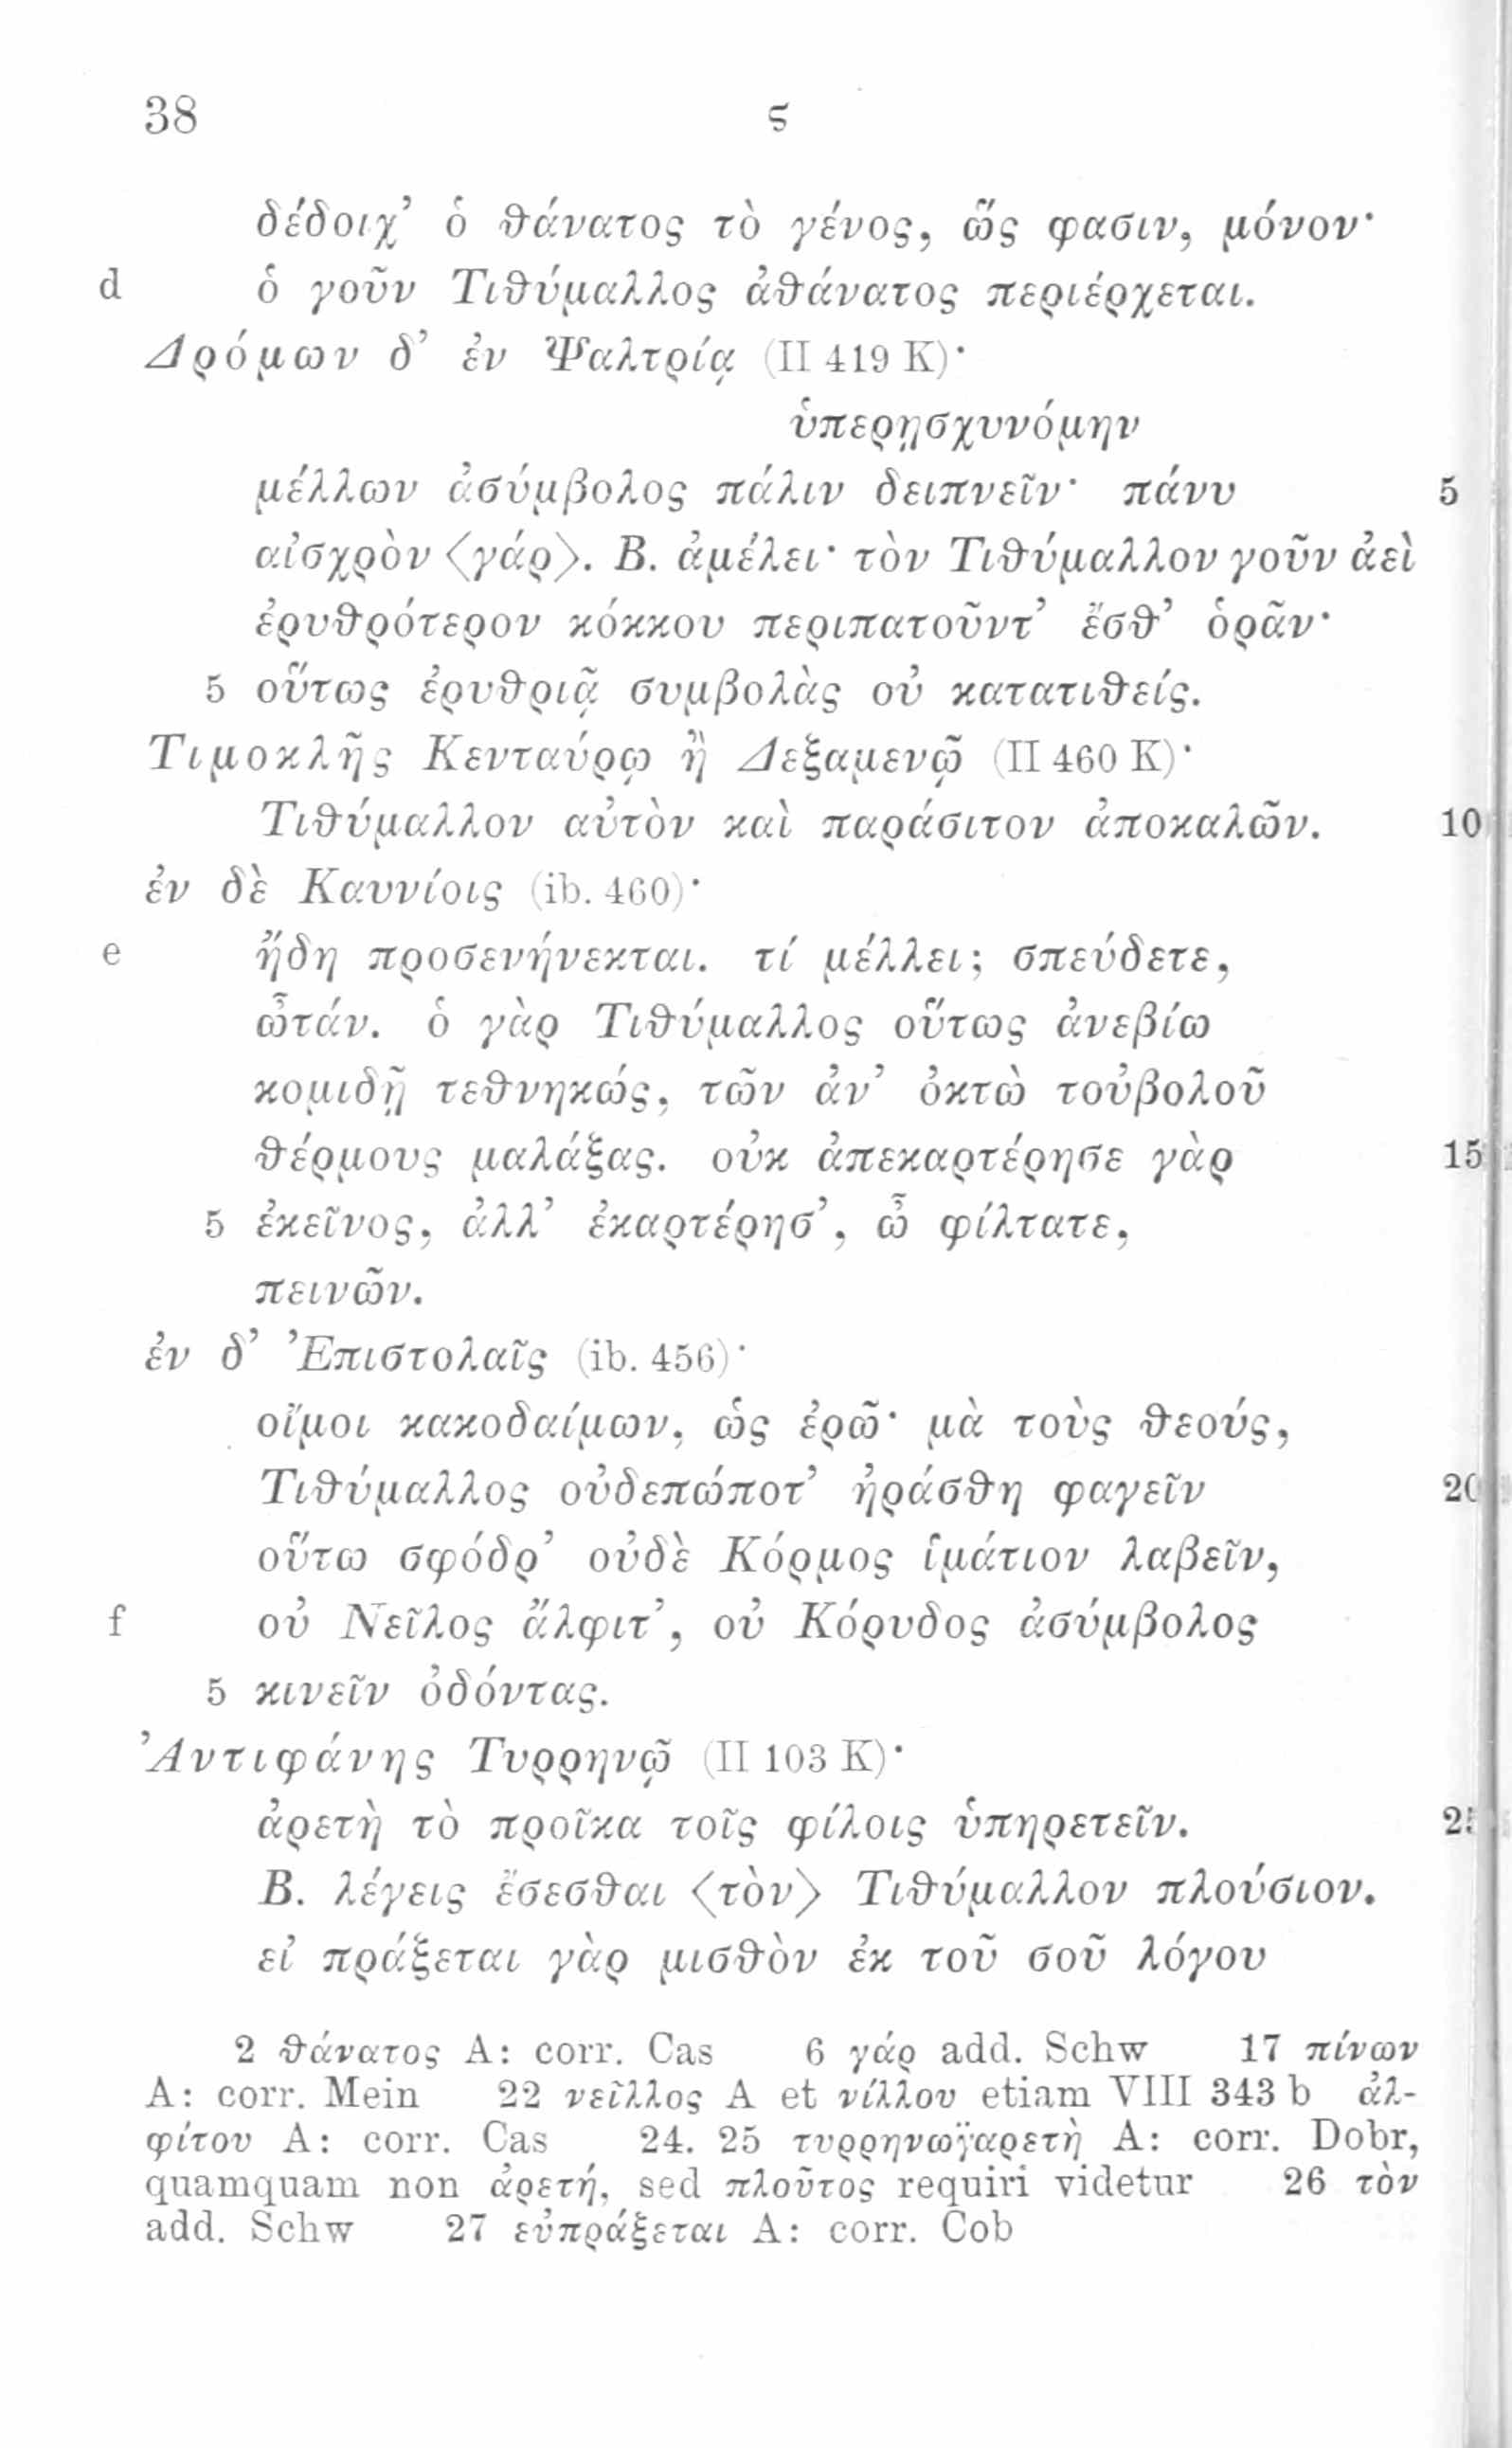 38 ς
δέδοιχ’ ὁ θάνατος τὸ γένος, ὥς φασιν, μόνον·
d ὁ γοῦν Τιθύμαλλος ἀθάνατος περιέρχεται.
Δρόμων δ’ ἐν Ψαλτρίᾳ (II 419 K)·
ὑπερῃσχυνόμην
μέλλων ἀσύμβολος πάλιν δειπνεῖν· πάνυ 5
αἰσχρὸν 〈γάρ〉. B. ἀμέλει· τὸν Τιθύμαλλον γοῦν ἀεὶ
ἐρυθρότερον κόκκου περιπατοῦντ’ ἔσθ’ ὁρᾶν·
5 οὕτως ἐρυθριᾷ συμβολὰς οὐ κατατιθείς.
Τιμοκλῆς Κενταύρῳ ἢ Δεξαμενῷ (II 460 K)·
Τιθύμαλλον αὐτὸν καὶ παράσιτον ἀποκαλῶν. 10
ἐν δὲ Καυνίοις (ib. 460)·
e ἤδη προσενήνεκται. τί μέλλει; σπεύδετε,
ὦτάν. ὁ γὰρ Τιθύμαλλος οὕτως ἀνεβίω
κομιδῇ τεθνηκώς, τῶν ἀν’ ὀκτὼ τοὐβολοῦ
θέρμους μαλάξας. οὐκ ἀπεκαρτέρησε γὰρ 15
5 ἐκεῖνος, ἀλλ’ ἐκαρτέρησ’, ὦ φίλτατε,
πεινῶν.
ἐν δ’ Ἐπιστολαῖς (ib. 456)·
οἴμοι κακοδαίμων, ὡς ἐρῶ· μὰ τοὺς θεούς,
Τιθύμαλλος οὐδεπώποτ’ ἠράσθη φαγεῖν 20
οὕτω σφόδρ’ οὐδὲ Κόρμος ἱμάτιον λαβεῖν,
f οὐ Νεῖλος ἄλφιτ’, οὐ Κόρυδος ἀσύμβολος
5 κινεῖν ὀδόντας.
Ἀντιφάνης Τυρρηνῷ (II 103 K)·
ἀρετὴ τὸ προῖκα τοῖς φίλοις ὑπηρετεῖν. 25
B. λέγεις ἔσεσθαι 〈τὸν〉 Τιθύμαλλον πλούσιον.
εἰ πράξεται γὰρ μισθὸν ἐκ τοῦ σοῦ λόγου
2 θάνατος A: corr. Cas 6 γάρ add. Schw 17 πίνων
A: corr. Mein 22 νεῖλλος A et νίλλου etiam VIII 343 b ἀλ-
φίτου A: corr. Cas 24. 25 τυρρηνωϊαρετὴ A: corr. Dobr,
quamquam non ἀρετή, sed πλοῦτος requiri videtur 26 τὸν
add. Schw 27 εὐπράξεται A: corr. Cob